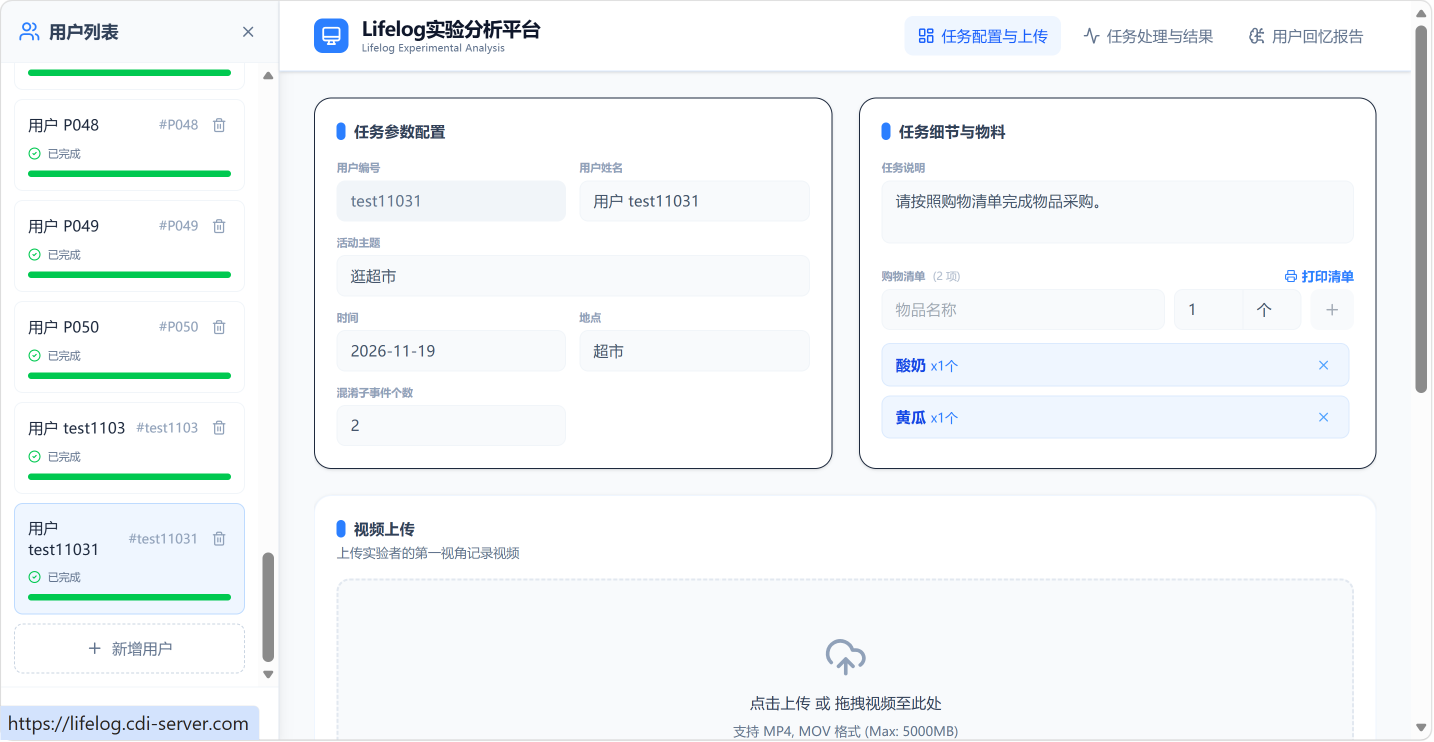 用户列表
用户 P048
#P048
已完成
用户 P049
#P049
已完成
用户 P050
#P050
已完成
用户 test1103
#test1103
已完成
用户
test11031
#test11031
已完成
新增用户
https://lifelog.cdi-server.com
Lifelog实验分析平台
Lifelog Experimental Analysis
任务配置与上传
任务处理与结果
用户回忆报告
任务参数配置
用户编号
用户姓名
test11031
用户 test11031
活动主题
逛超市
时间
地点
2026-11-19
超市
混淆子事件个数
2
任务细节与物料
任务说明
请按照购物清单完成物品采购。
购物清单 (2 项)
打印清单
物品名称
1
个
酸奶 x1个
黄瓜 x1个
视频上传
上传实验者的第一视角记录视频
点击上传 或 拖拽视频至此处
支持 MP4, MOV 格式 (Max: 5000MB)